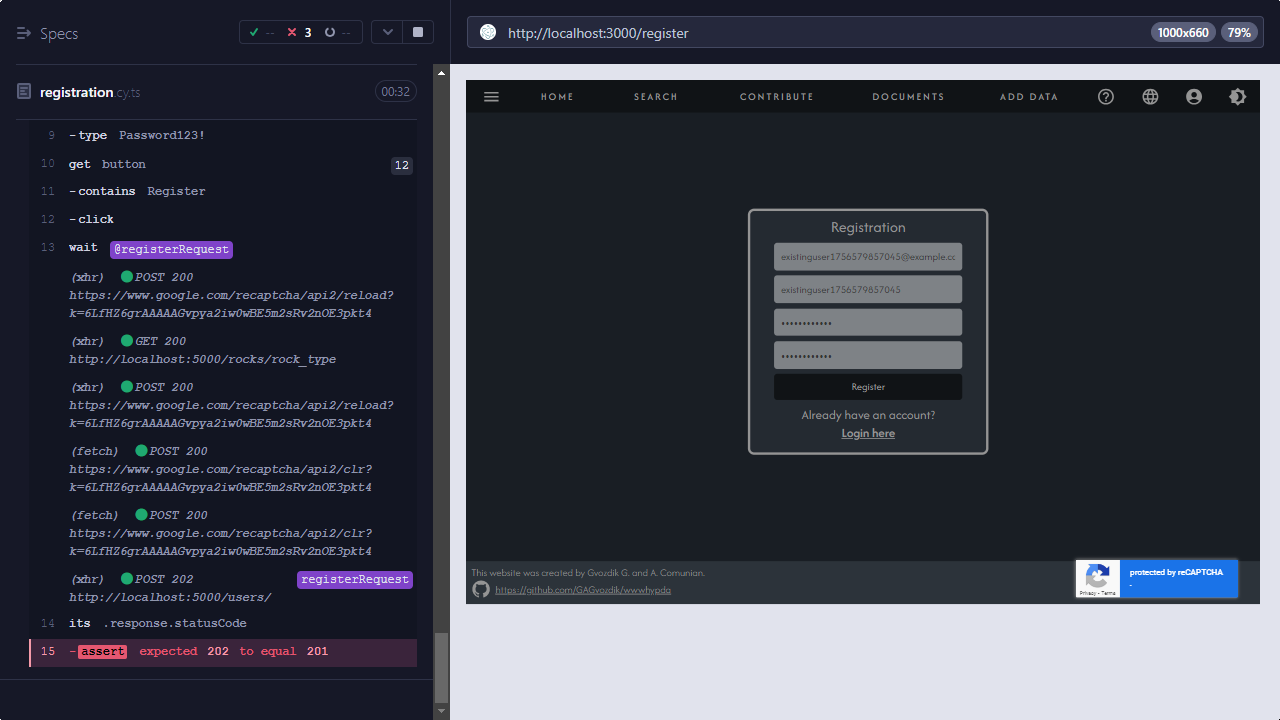 Specs
-- 3 --
registration.cy.ts 00:32
9 -type Password123!
10 get button 12
11 -contains Register
12 -click
13 wait @registerRequest
(xhr) POST 200
https://www.google.com/recaptcha/api2/reload?
k=6LfHZ6grAAAAAGvpya2iw0wBE5m2sRv2nOE3pkt4
(xhr) GET 200
http://localhost:5000/rocks/rock_type
(xhr) POST 200
https://www.google.com/recaptcha/api2/reload?
k=6LfHZ6grAAAAAGvpya2iw0wBE5m2sRv2nOE3pkt4
(fetch) POST 200
https://www.google.com/recaptcha/api2/clr?
k=6LfHZ6grAAAAAGvpya2iw0wBE5m2sRv2nOE3pkt4
(fetch) POST 200
https://www.google.com/recaptcha/api2/clr?
k=6LfHZ6grAAAAAGvpya2iw0wBE5m2sRv2nOE3pkt4
(xhr) POST 202 registerRequest
http://localhost:5000/users/
14 its .response.statusCode
15 -assert expected 202 to equal 201
http://localhost:3000/register 1000x660 79%
HOME SEARCH CONTRIBUTE DOCUMENTS ADD DATA
Registration
existinguser1756579857045@example.co
existinguser1756579857045
••••••••••••
••••••••••••
Register
Already have an account?
Login here
This website was created by Gvozdik G. and A. Comunian.
https://github.com/GAGvozdik/wwwhypda
protected by reCAPTCHA
-
Privacy - Terms